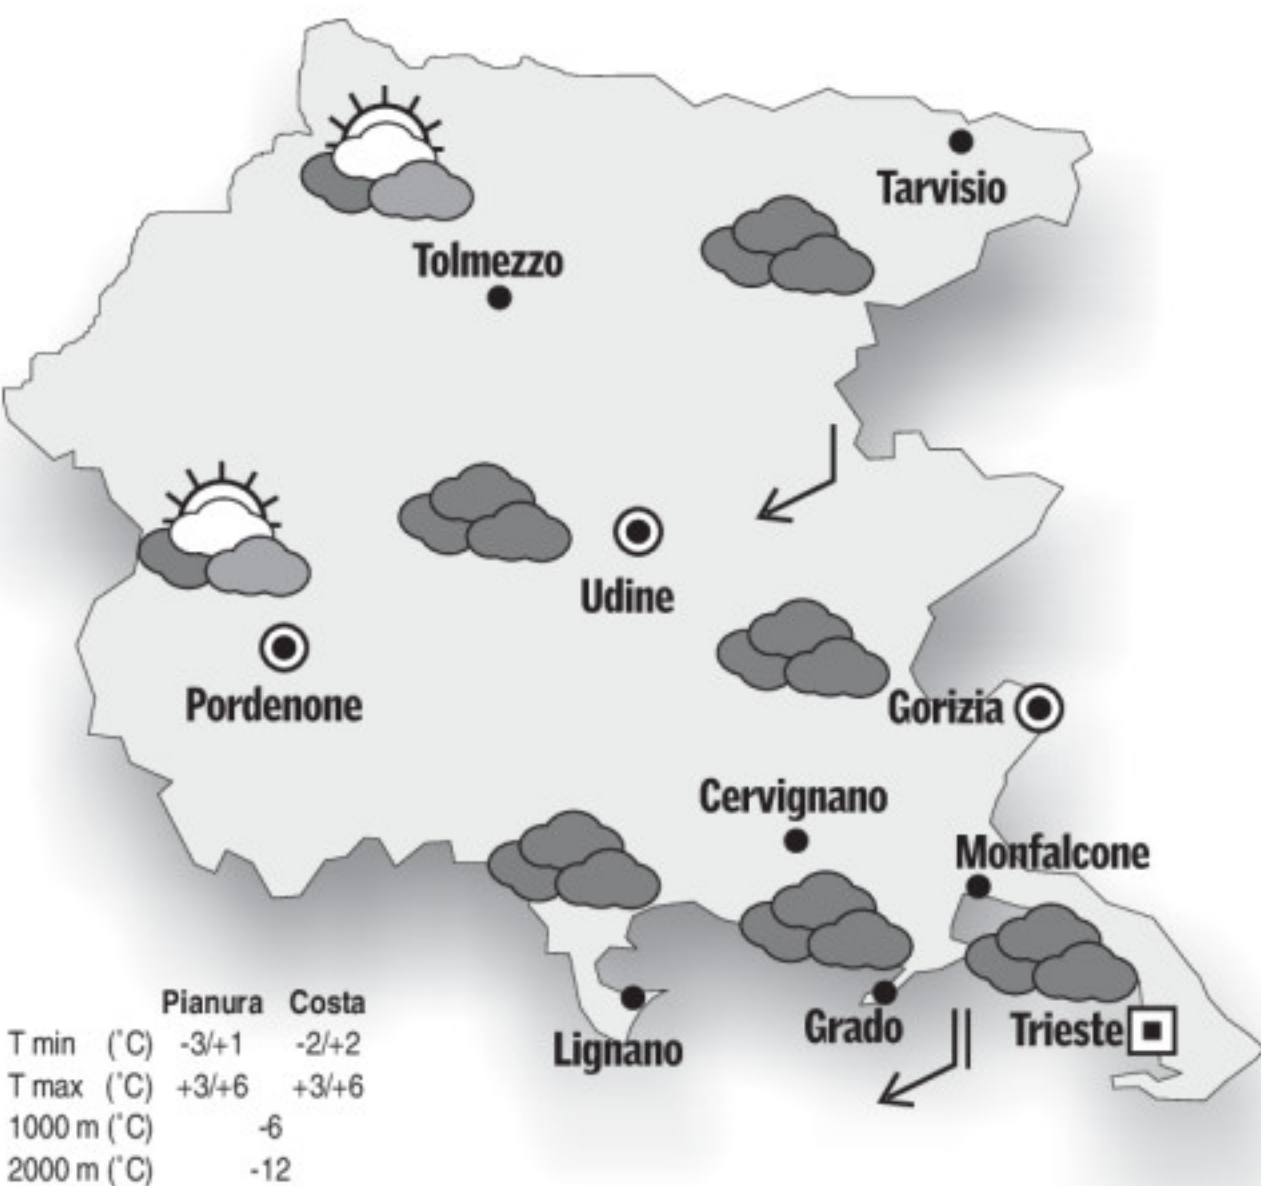 Tarvisio
Tolmezzo
Udine
Pordenone
Gorizia
Cervignano
Monfalcone
Grado
Trieste
Lignano
Pianura Costa
T min (°C) -3/+1 -2/+2
T max (°C) +3/+6 +3/+6
1000 m (°C) -6
2000 m (°C) -12